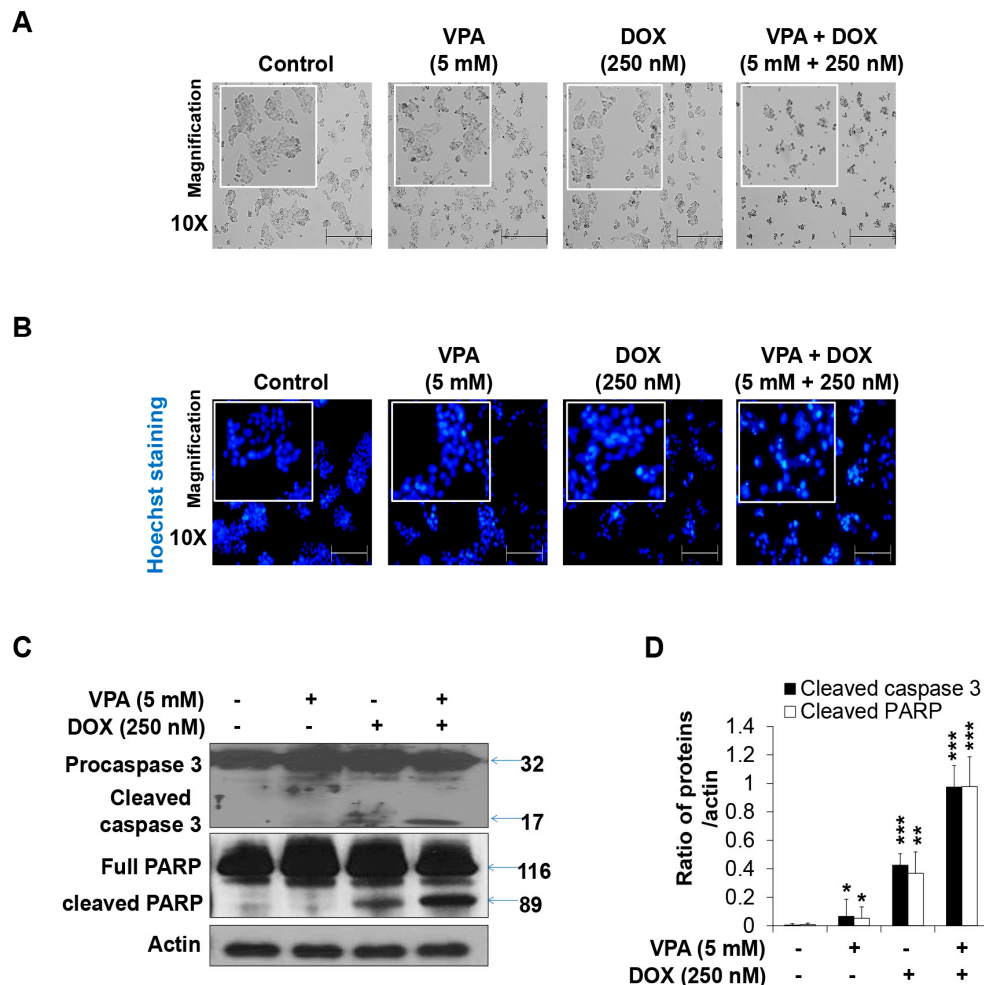 A
Control
VPA
(5 mM)
DOX
(250 nM)
VPA + DOX
(5 mM + 250 nM)
Magnification
10X
B
Control
VPA
(5 mM)
DOX
(250 nM)
VPA + DOX
(5 mM + 250 nM)
Hoechst staining
Magnification
10X
C
VPA (5 mM) - + - +
DOX (250 nM) - - + +
Procaspase 3 32
Cleaved
caspase 3 17
Full PARP 116
cleaved PARP 89
Actin
D
Cleaved caspase 3
Cleaved PARP
Ratio of proteins
/actin
1.4
1.2
1
0.8
0.6
0.4
0.2
0
* *
*** **
*** ***
VPA (5 mM) - + - +
DOX (250 nM) - - + +